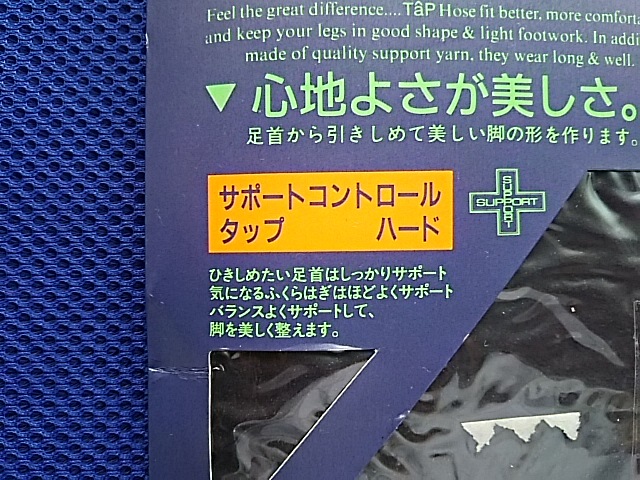 Feel the great difference....TaP Hose fit better, more
and keep your legs in good shape & light footwork. In
made of quality support yarn, they wear long & well.
▼心地よさが美しさ。
足首から引きしめて美しい脚の形を作ります。
サポートコントロール
タップ ハード
SUPPORT
SUPPORT
ひきしめたい足首はしっかりサポート
気になるふくらはぎはほどよくサポート
バランスよくサポートして、
脚を美しく整えます。